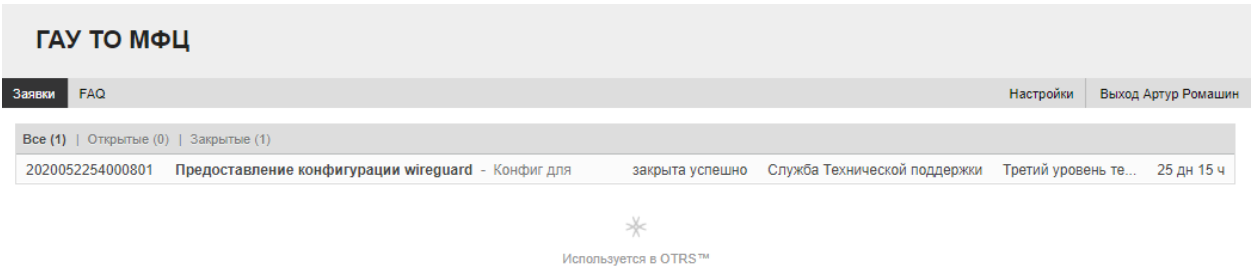 ГАУ ТО МФЦ
Заявки FAQ Настройки Выход Артур Ромашин
Все (1) | Открытые (0) | Закрытые (1)
2020052254000801 Предоставление конфигурации wireguard - Конфиг для закрыта успешно Служба Технической поддержки Третий уровень те... 25 дн 15 ч
Используется в OTRS™